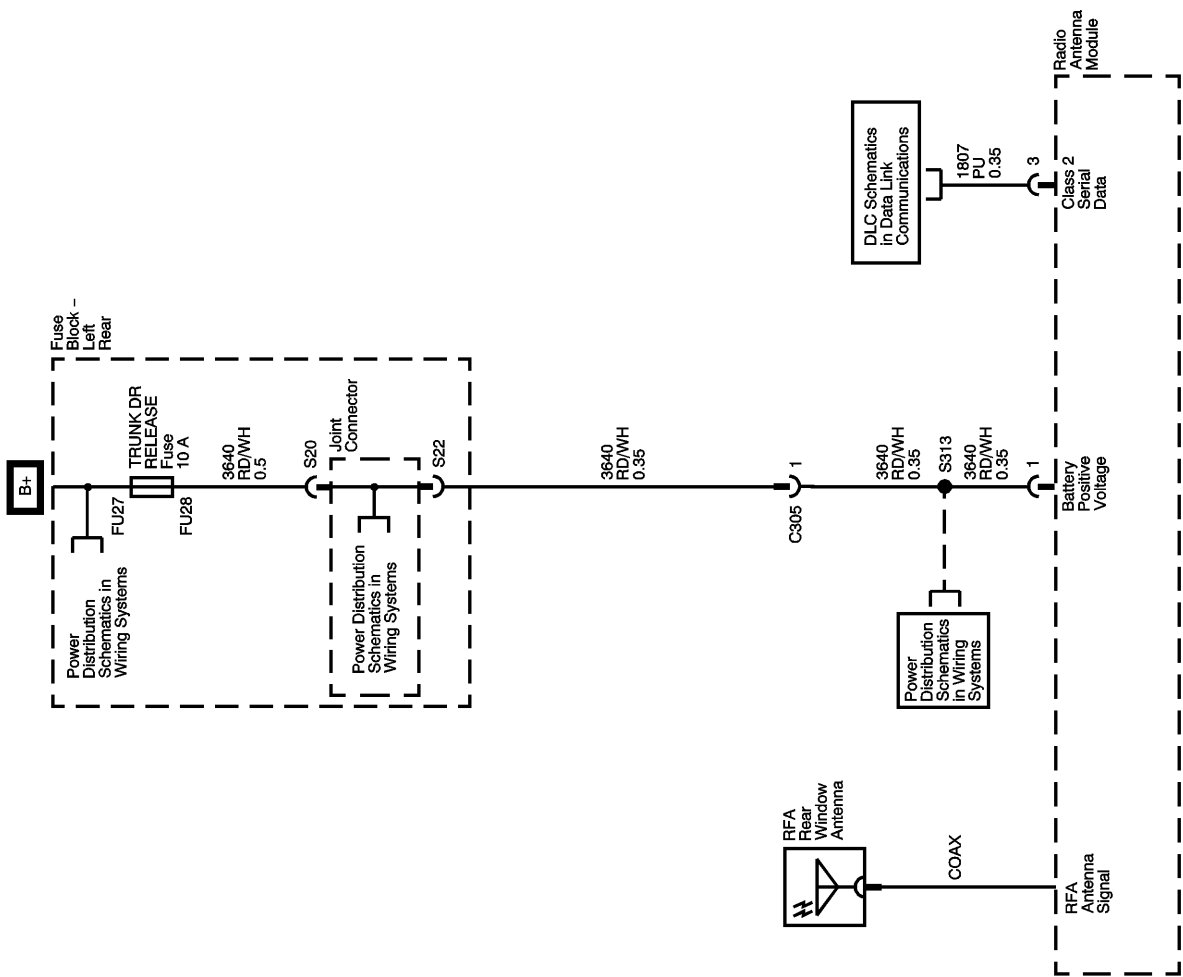 B+
Fuse
Block –
Left
Rear
Power
Distribution
Schematics in
Wiring Systems
FU27
TRUNK DR
RELEASE
Fuse
10 A
FU28
3640
RD/WH
0.5
S20
Joint
Connector
Power Distribution
Schematics in
Wiring Systems
S22
3640
RD/WH
0.35
C305
1
3640
RD/WH
0.35
S313
3640
RD/WH
0.35
1
Battery
Positive
Voltage
Power
Distribution
Schematics
in Wiring
Systems
DLC Schematics
in Data Link
Communications
1807
PU
0.35
3
Class 2
Serial
Data
Radio
Antenna
Module
RFA
Rear
Window
Antenna
COAX
RFA
Antenna
Signal